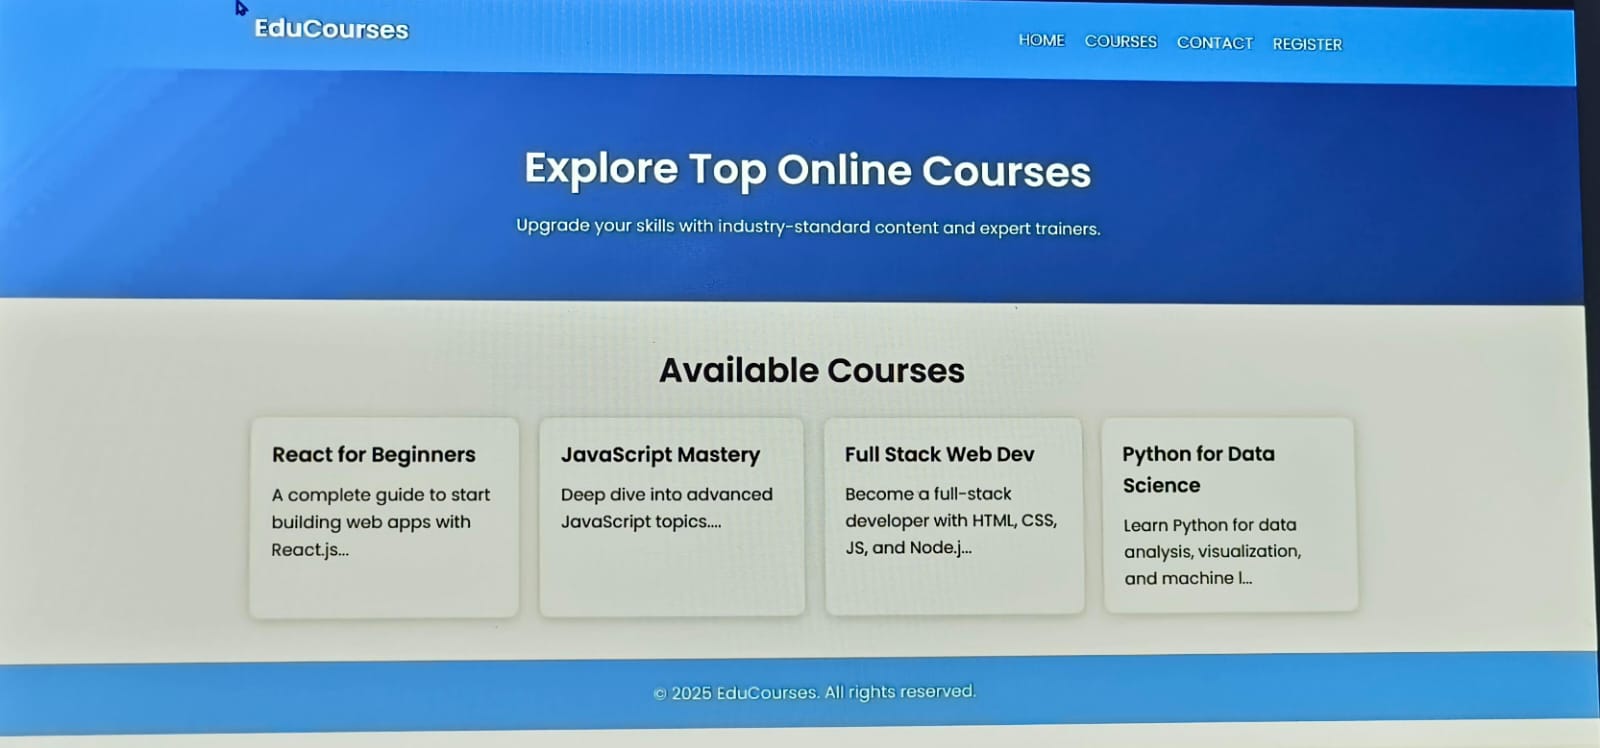 EduCourses
HOME COURSES CONTACT REGISTER
Explore Top Online Courses
Upgrade your skills with industry-standard content and expert trainers.
Available Courses
React for Beginners
A complete guide to start
building web apps with
React.js...
JavaScript Mastery
Deep dive into advanced
JavaScript topics....
Full Stack Web Dev
Become a full-stack
developer with HTML, CSS,
JS, and Node.j...
Python for Data
Science
Learn Python for data
analysis, visualization,
and machine l...
© 2025 EduCourses. All rights reserved.